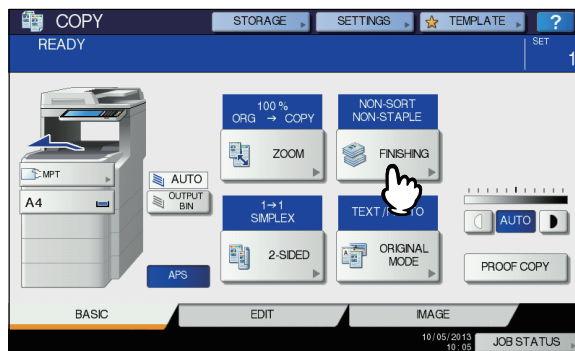 COPY
STORAGE
SETTINGS
TEMPLATE
?
READY
SET
1
100 %
ORG → COPY
ZOOM
NON-SORT
NON-STAPLE
FINISHING
MPT
A4
AUTO
OUTPUT
BIN
1→1
SIMPLEX
2-SIDED
TEXT/
ORIGINAL
MODE
AUTO
APS
PROOF COPY
BASIC
EDIT
IMAGE
10/05/2013
10:05
JOB STATUS